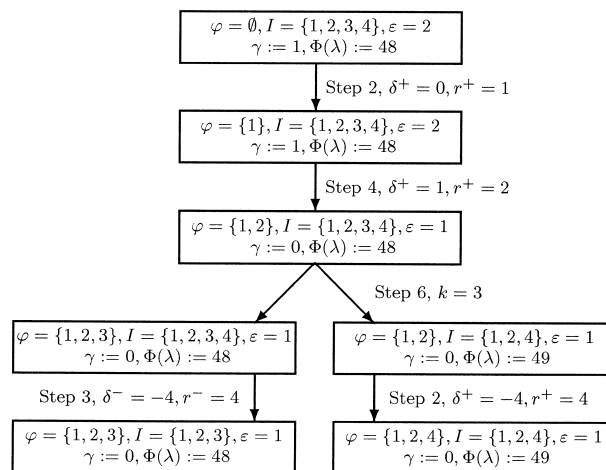 φ = ∅, I = {1, 2, 3, 4}, ε = 2
γ := 1, Φ(λ) := 48
Step 2, δ⁺ = 0, r⁺ = 1
φ = {1}, I = {1, 2, 3, 4}, ε = 2
γ := 1, Φ(λ) := 48
Step 4, δ⁺ = 1, r⁺ = 2
φ = {1, 2}, I = {1, 2, 3, 4}, ε = 1
γ := 0, Φ(λ) := 48
Step 6, k = 3
φ = {1, 2, 3}, I = {1, 2, 3, 4}, ε = 1
γ := 0, Φ(λ) := 48
φ = {1, 2}, I = {1, 2, 4}, ε = 1
γ := 0, Φ(λ) := 49
Step 3, δ⁻ = −4, r⁻ = 4
Step 2, δ⁺ = −4, r⁺ = 4
φ = {1, 2, 3}, I = {1, 2, 3}, ε = 1
γ := 0, Φ(λ) := 48
φ = {1, 2, 4}, I = {1, 2, 4}, ε = 1
γ := 0, Φ(λ) := 49